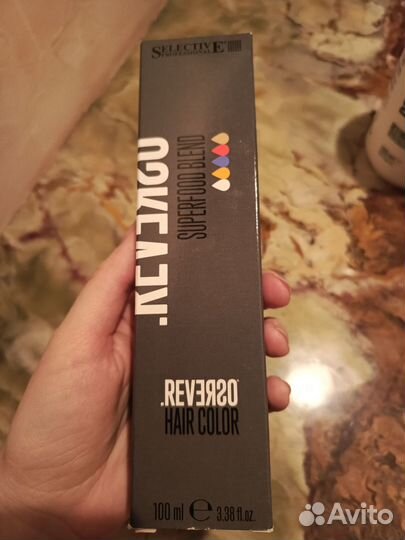 SELECTIVE
PROFESSIONAL
.REVERSO
SUPERFOOD BLEND
.REVERSO
HAIR COLOR
100 ml e 3.38 fl.oz.
Avito